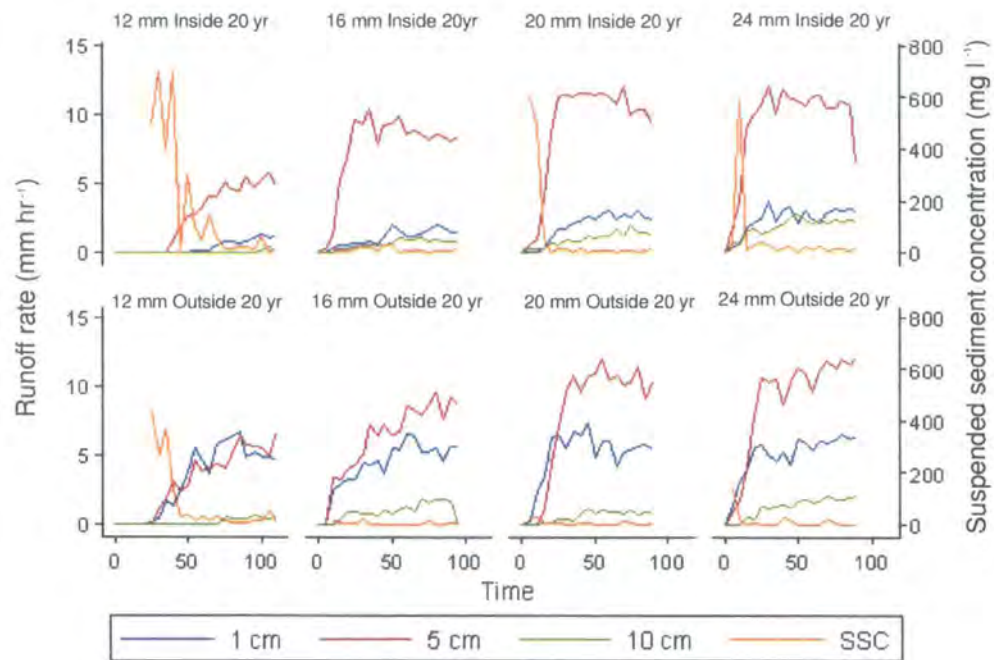 12 mm Inside 20 yr 16 mm Inside 20yr 20 mm Inside 20 yr 24 mm Inside 20 yr
15 800
10 600
400
5 200
0 0
12 mm Outside 20 yr 16 mm Outside 20 yr 20 mm Outside 20 yr 24 mm Outside 20 yr
15 800
10 600
400
5 200
0 0
0 50 100 0 50 100 0 50 100 0 50 100
Time
Runoff rate (mm hr⁻¹)
Suspended sediment concentration (mg l⁻¹)
1 cm 5 cm 10 cm SSC